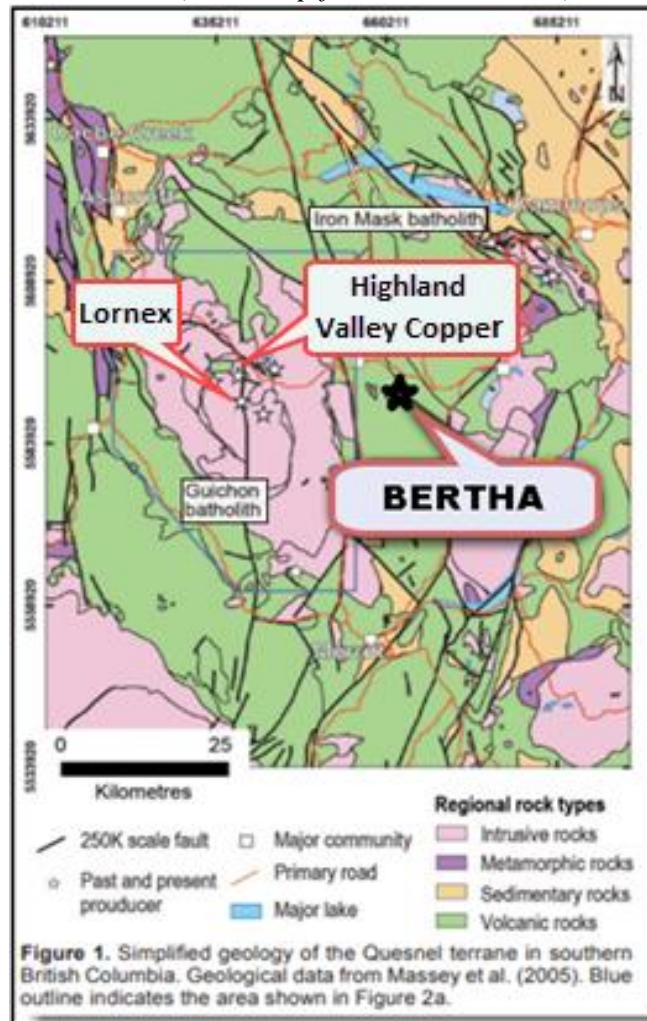 610211 635211 660211 685211
N
5633920
Iron Mask batholith
5608920
Lornex
Highland
Valley Copper
5583920
BERTHA
Guichon
batholith
5558920
5533920
0 25
Kilometres
250K scale fault
Major community
Past and present
prouducer
Primary road
Major lake
Regional rock types
Intrusive rocks
Metamorphic rocks
Sedimentary rocks
Volcanic rocks
Figure 1. Simplified geology of the Quesnel terrane in southern
British Columbia. Geological data from Massey et al. (2005). Blue
outline indicates the area shown in Figure 2a.